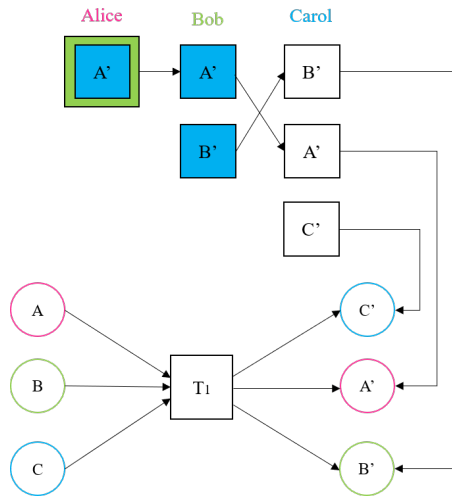 Alice Bob Carol
A’ A’ B’
B’ A’
C’
A C’
B T1 A’
C B’